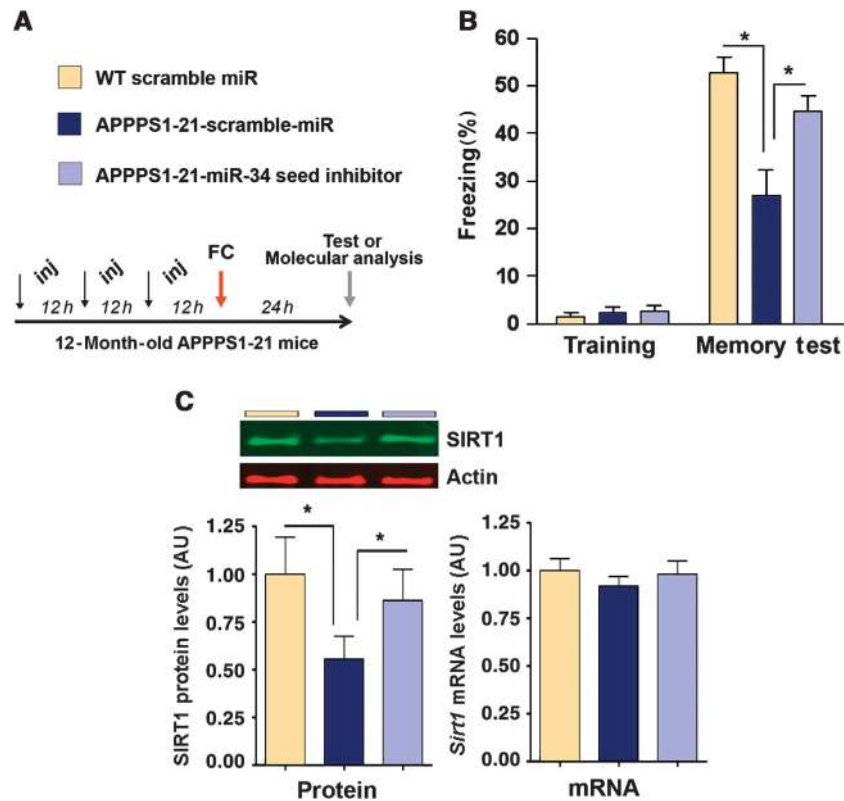 A
WT scramble miR
APPPS1-21-scramble-miR
APPPS1-21-miR-34 seed inhibitor
inj
inj
inj
FC
Test or
Molecular analysis
12h
12h
12h
24h
12-Month-old APPPS1-21 mice
B
Freezing(%)
60
50
40
30
20
10
0
*
*
Training
Memory test
C
SIRT1
Actin
SIRT1 protein levels (AU)
1.25
1.00
0.75
0.50
0.25
0.00
*
*
Protein
Sirt1 mRNA levels (AU)
1.25
1.00
0.75
0.50
0.25
0.00
mRNA